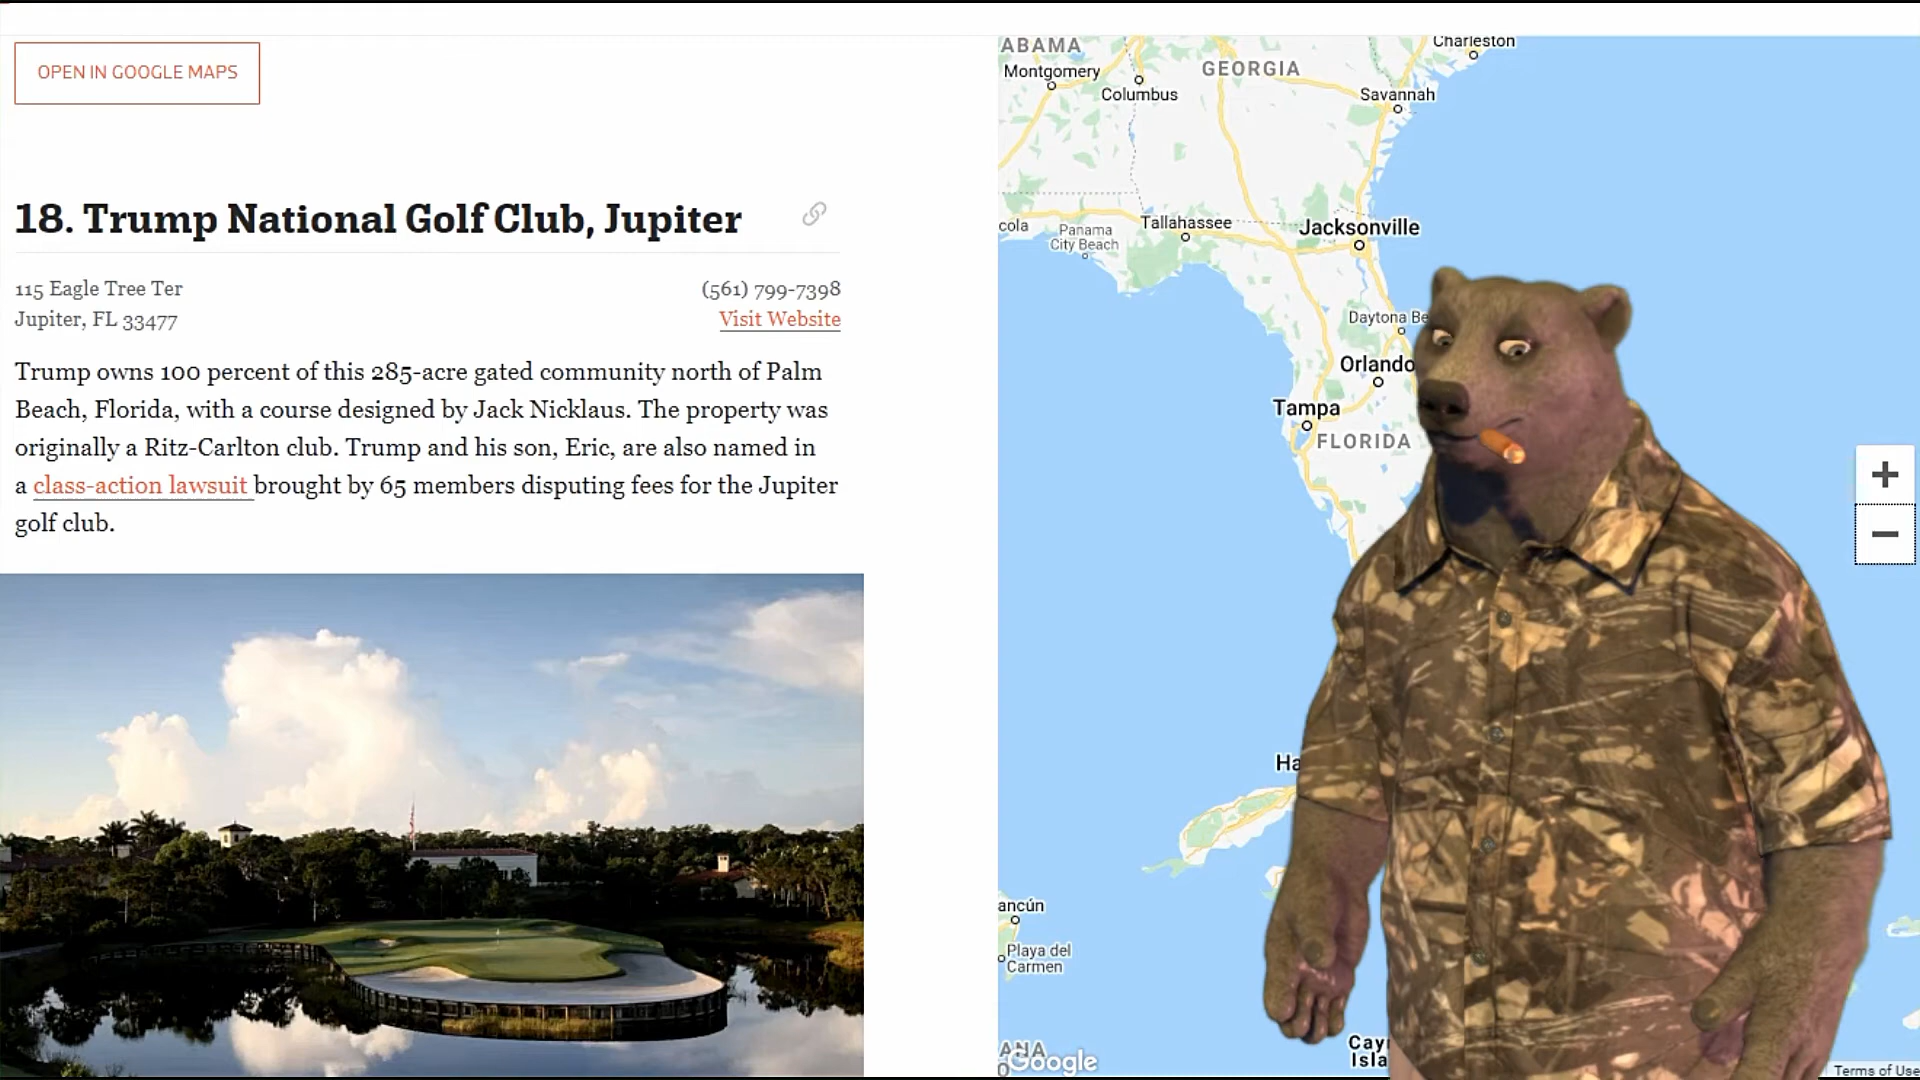 OPEN IN GOOGLE MAPS
18. Trump National Golf Club, Jupiter
115 Eagle Tree Ter
Jupiter, FL 33477
(561) 799-7398
Visit Website
Trump owns 100 percent of this 285-acre gated community north of Palm
Beach, Florida, with a course designed by Jack Nicklaus. The property was
originally a Ritz-Carlton club. Trump and his son, Eric, are also named in
a class-action lawsuit brought by 65 members disputing fees for the Jupiter
golf club.
ABAMA
Charleston
Montgomery
GEORGIA
Columbus
Savannah
cola
Panama
City Beach
Tallahassee
Jacksonville
Daytona Be
Orlando
Tampa
FLORIDA
+
−
Ha
ancún
Playa del
Carmen
ANA
Google
Cay
Isla
Terms of Use